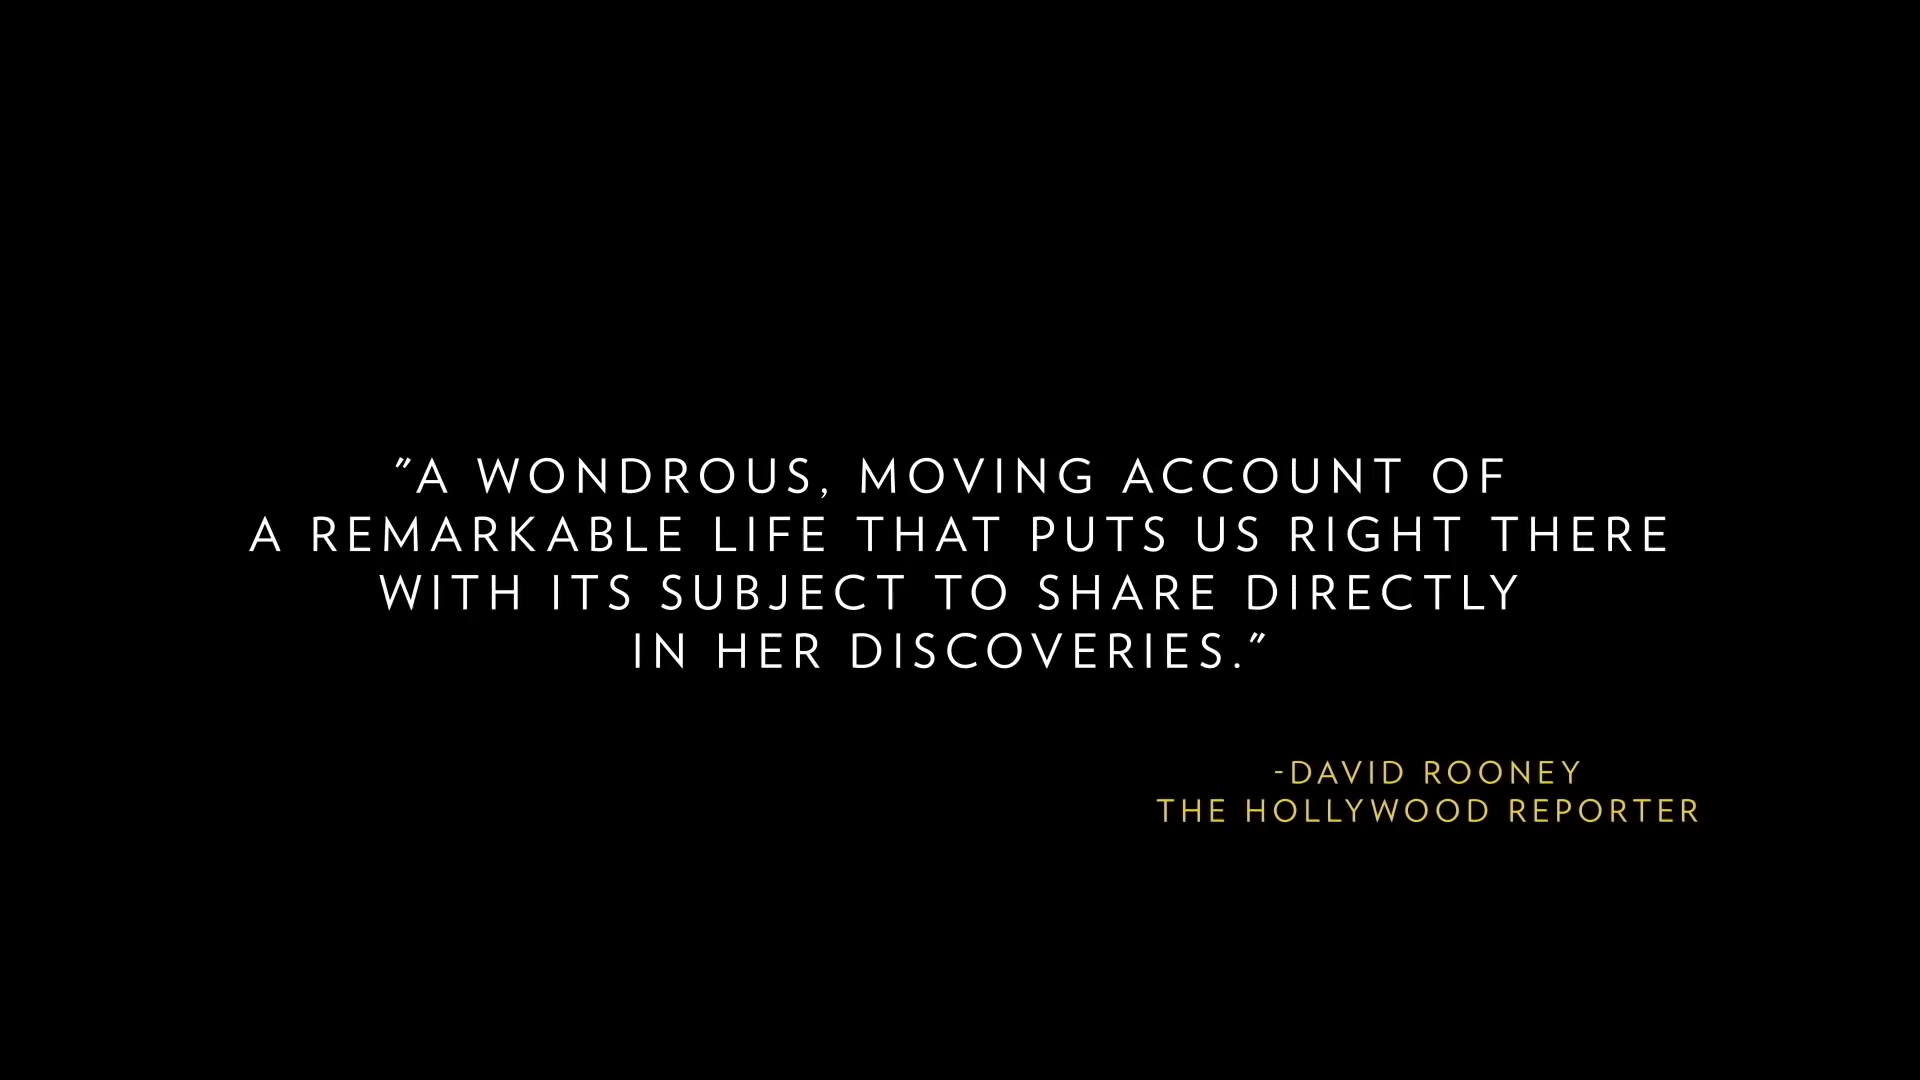 "A WONDROUS, MOVING ACCOUNT OF
A REMARKABLE LIFE THAT PUTS US RIGHT THERE
WITH ITS SUBJECT TO SHARE DIRECTLY
IN HER DISCOVERIES."
-DAVID ROONEY
THE HOLLYWOOD REPORTER